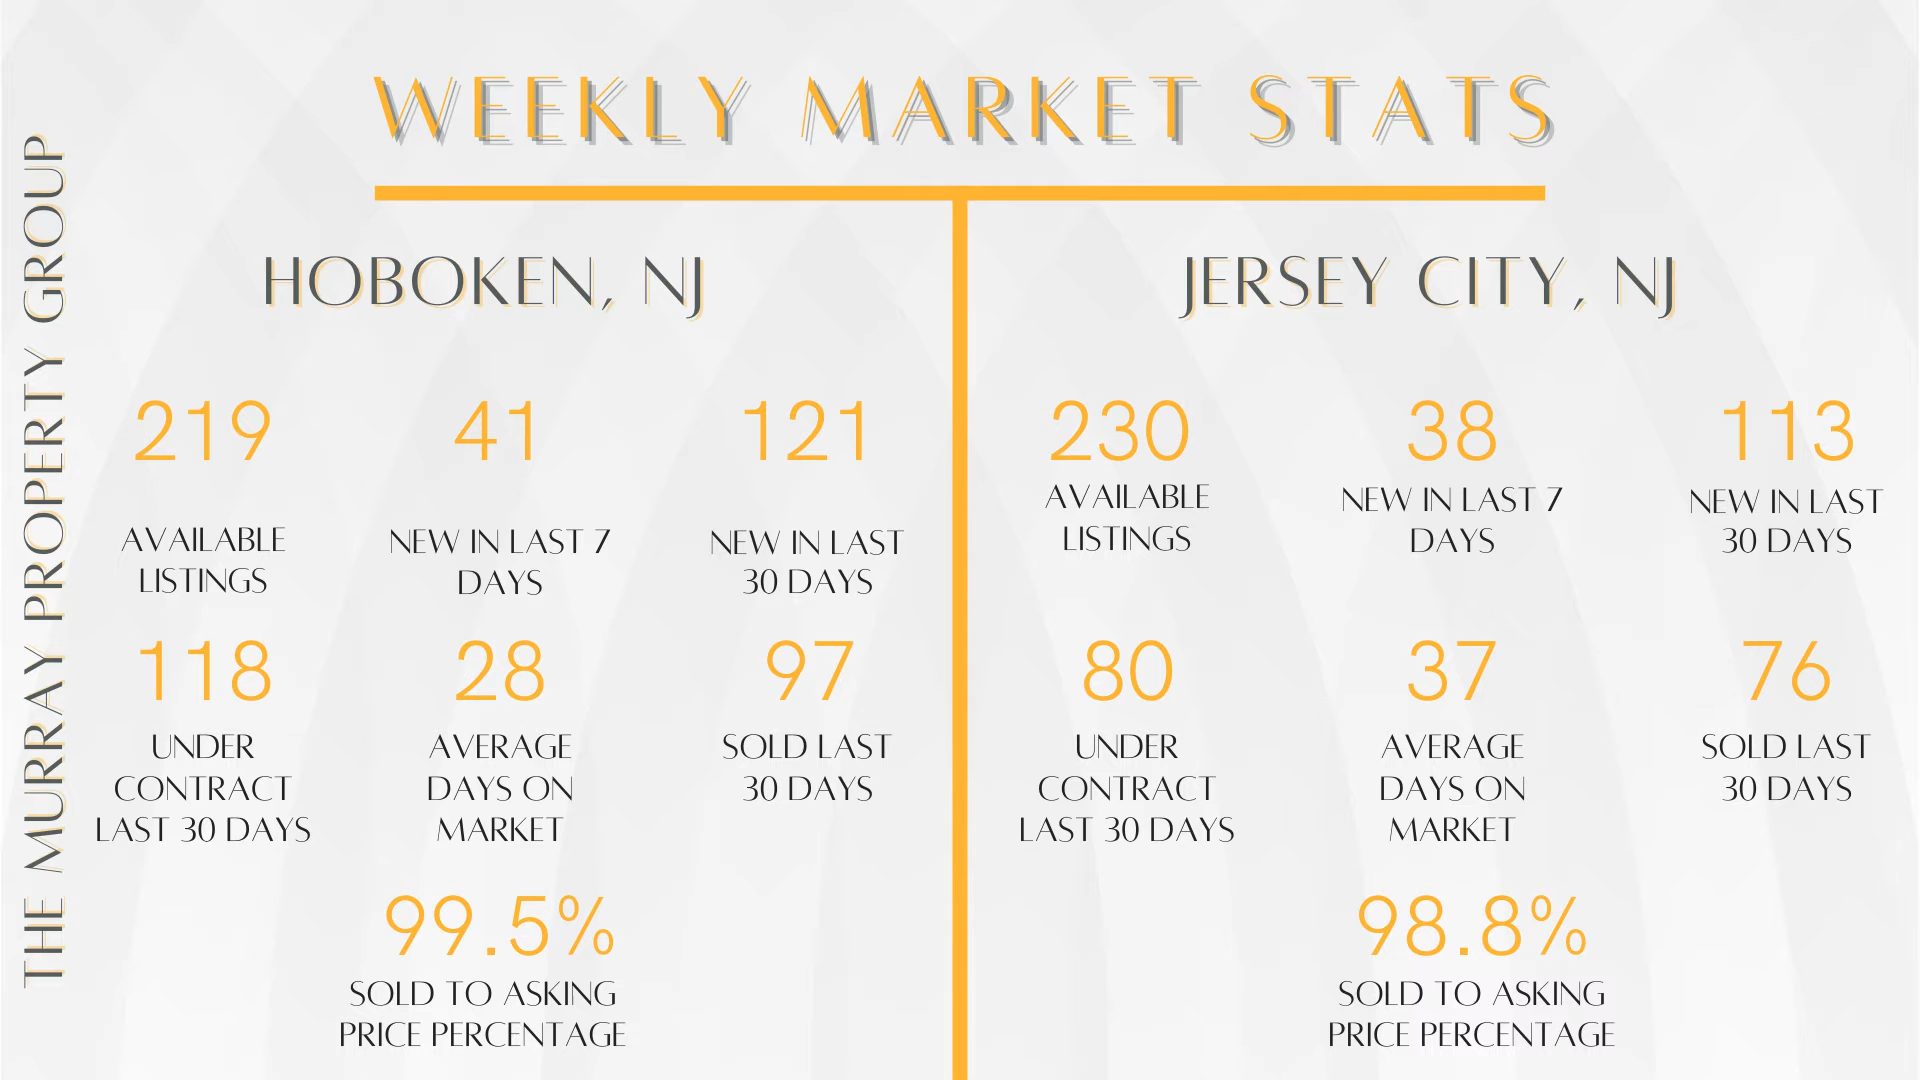 WEEKLY MARKET STATS
THE MURRAY PROPERTY GROUP
HOBOKEN, NJ
219
AVAILABLE
LISTINGS
41
NEW IN LAST 7
DAYS
121
NEW IN LAST
30 DAYS
118
UNDER
CONTRACT
LAST 30 DAYS
28
AVERAGE
DAYS ON
MARKET
97
SOLD LAST
30 DAYS
99.5%
SOLD TO ASKING
PRICE PERCENTAGE
JERSEY CITY, NJ
230
AVAILABLE
LISTINGS
38
NEW IN LAST 7
DAYS
113
NEW IN LAST
30 DAYS
80
UNDER
CONTRACT
LAST 30 DAYS
37
AVERAGE
DAYS ON
MARKET
76
SOLD LAST
30 DAYS
98.8%
SOLD TO ASKING
PRICE PERCENTAGE